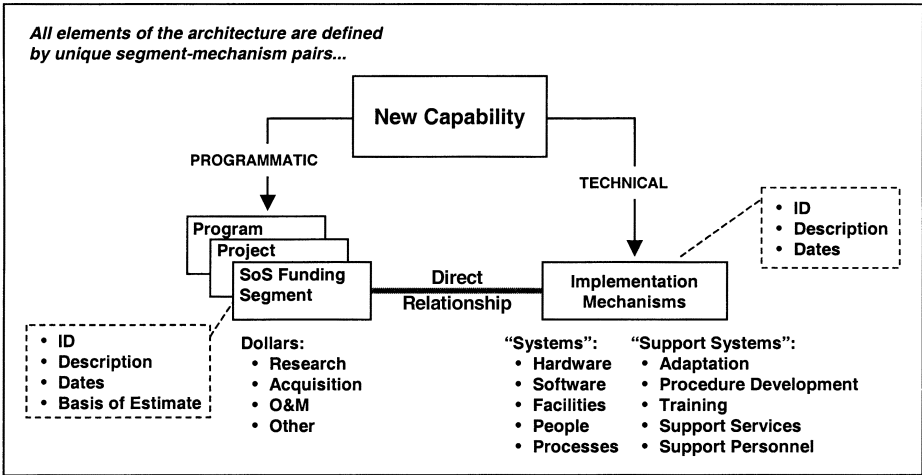 All elements of the architecture are defined
by unique segment-mechanism pairs...
New Capability
PROGRAMMATIC
TECHNICAL
Program
Project
SoS Funding
Segment
Direct
Relationship
Implementation
Mechanisms
• ID
• Description
• Dates
• ID
• Description
• Dates
• Basis of Estimate
Dollars:
• Research
• Acquisition
• O&M
• Other
“Systems”:
• Hardware
• Software
• Facilities
• People
• Processes
“Support Systems”:
• Adaptation
• Procedure Development
• Training
• Support Services
• Support Personnel